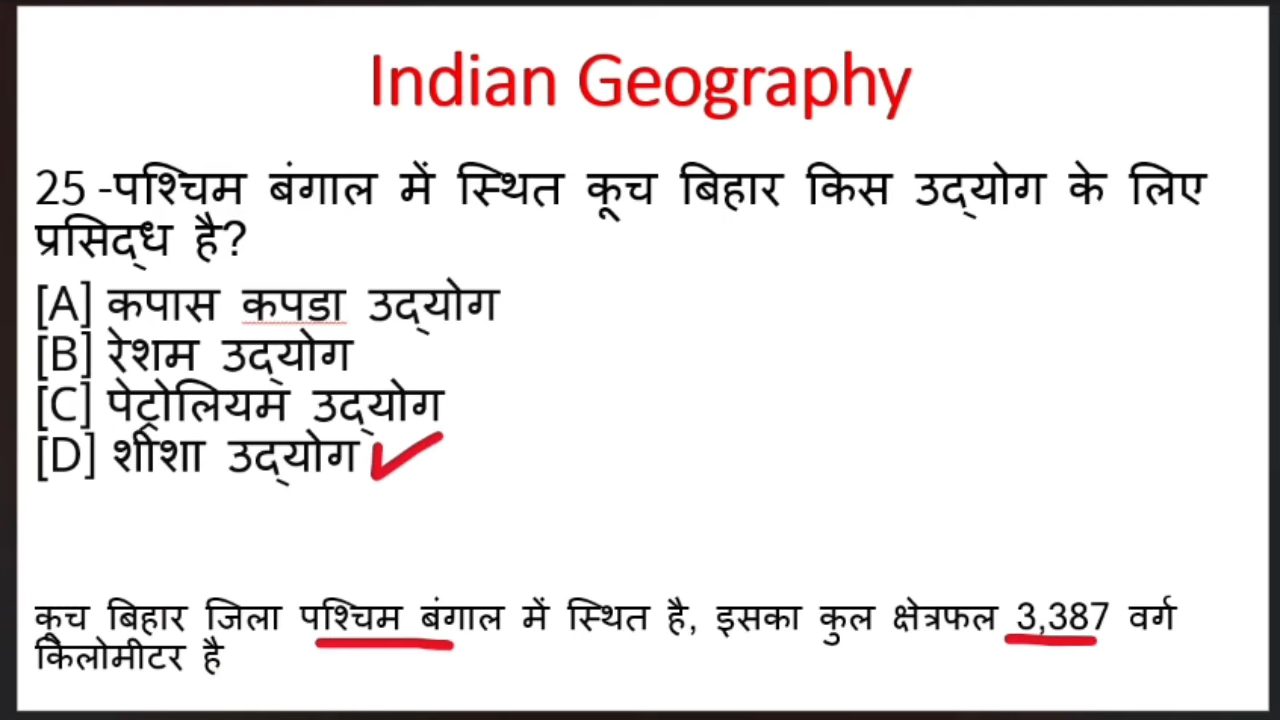 Indian Geography
25 -पश्चिम बंगाल में स्थित कूच बिहार किस उद्योग के लिए
प्रसिद्ध है?
[A] कपास कपडा उद्योग
[B] रेशम उद्योग
[C] पेट्रोलियम उद्योग
[D] शीशा उद्योग
कूच बिहार जिला पश्चिम बंगाल में स्थित है, इसका कुल क्षेत्रफल 3,387 वर्ग
किलोमीटर है